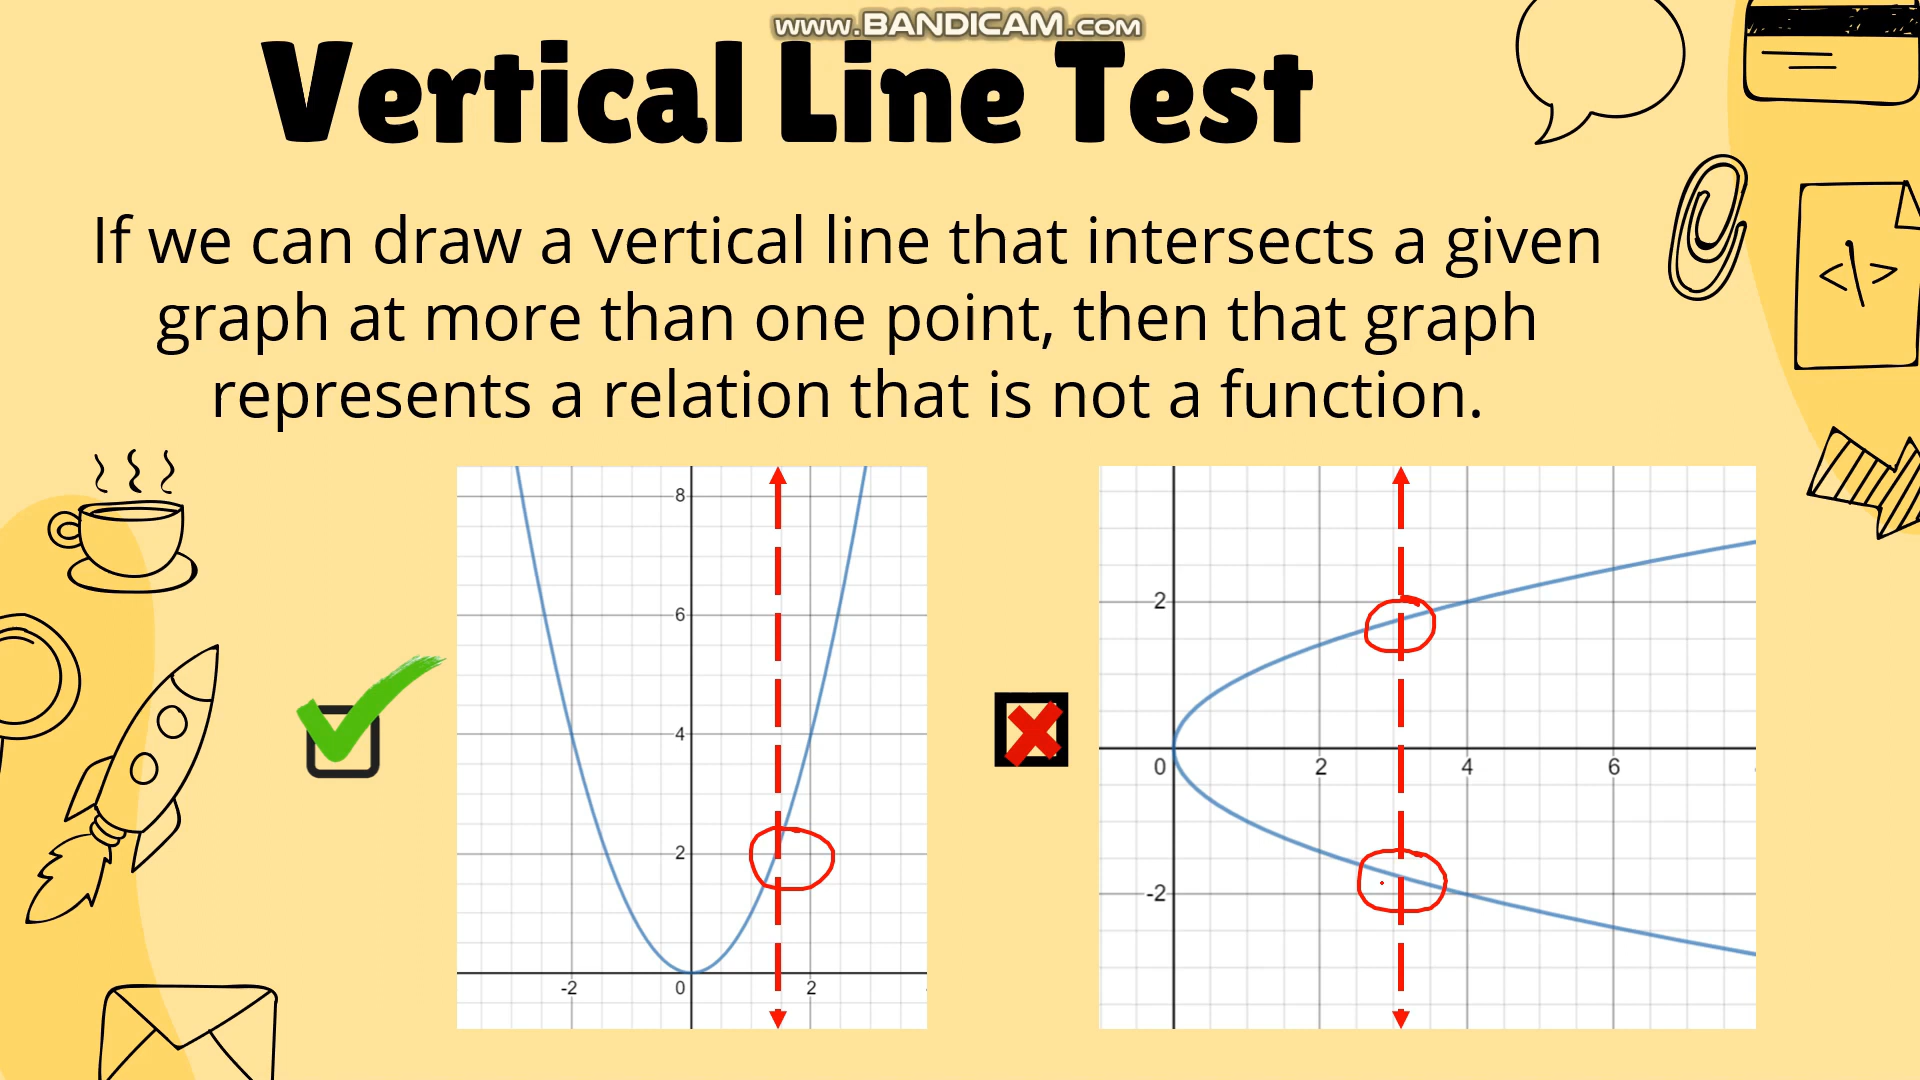 www.BANDICAM.com
Vertical Line Test
If we can draw a vertical line that intersects a given
graph at more than one point, then that graph
represents a relation that is not a function.
</>
8
6
4
2
-2 0 2
2
0 2 4 6
-2